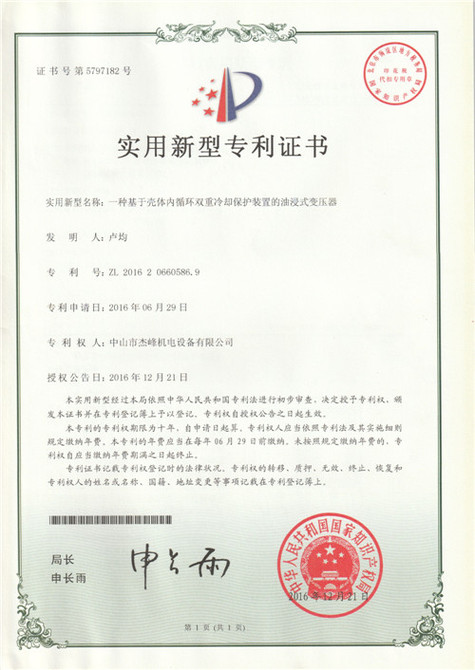 证书号第5797182号
实用新型专利证书
实用新型名称：一种基于壳体内循环双重冷却保护装置的油浸式变压器
发明人：卢均
专利号：ZL 2016 2 0660586.9
专利申请日：2016年06月29日
专利权人：中山市杰峰机电设备有限公司
授权公告日：2016年12月21日
本实用新型经过本局依照中华人民共和国专利法进行初步审查，决定授予专利权，颁
发本证书并在专利登记簿上予以登记。专利权自授权公告之日起生效。
本专利的专利权期限为十年，自申请日起算。专利权人应当依照专利法及其实施细则
规定缴纳年费。本专利的年费应当在每年06月29日前缴纳。未按照规定缴纳年费的，专
利权自应当缴纳年费期满之日起终止。
专利证书记载专利权登记时的法律状况。专利权的转移、质押、无效、终止、恢复和
专利权人的姓名或名称、国籍、地址变更等事项记载在专利登记簿上。
局长
申长雨
申长雨
中华人民共和国国家知识产权局
2016年12月21日
第1页（共1页）